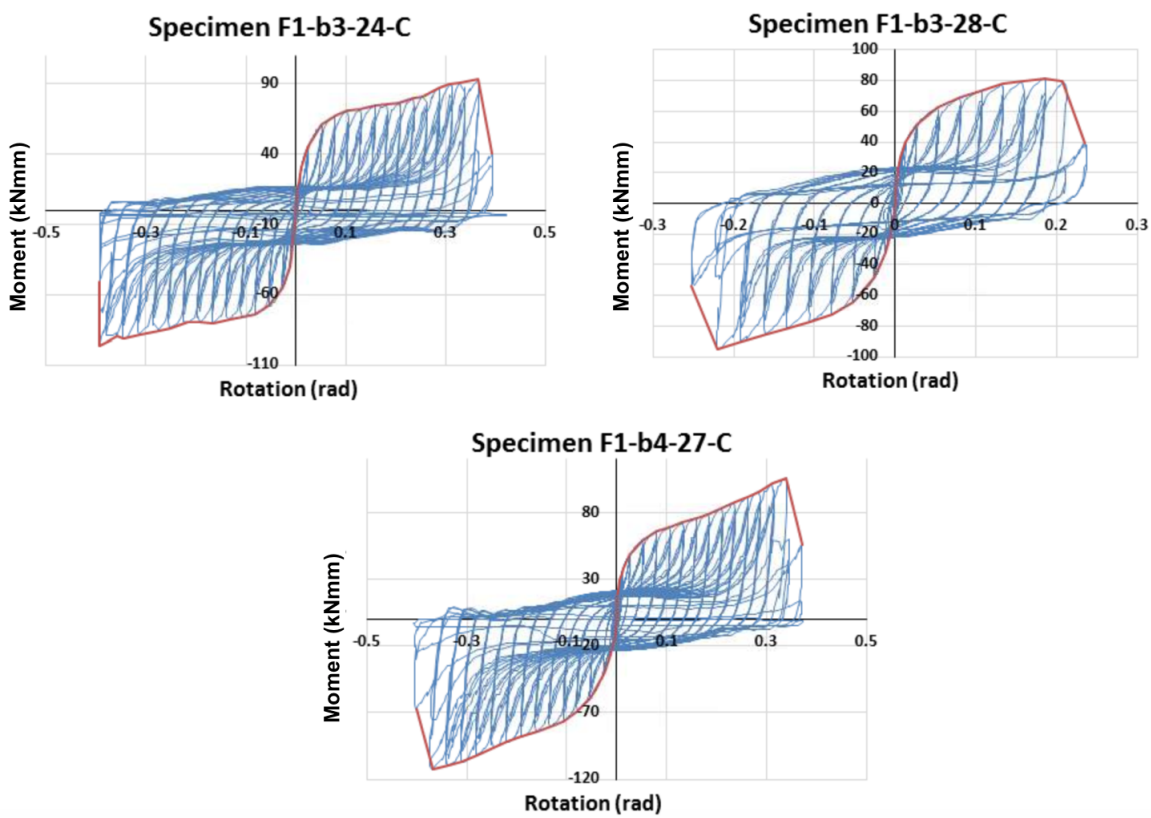 Specimen F1-b3-24-C
90
40
-10
-60
-110
-0.5 -0.3 -0.1 0.1 0.3 0.5
Moment (kNmm)
Rotation (rad)
Specimen F1-b3-28-C
100
80
60
40
20
0
-20
-40
-60
-80
-100
-0.3 -0.2 -0.1 0 0.1 0.2 0.3
Moment (kNmm)
Rotation (rad)
Specimen F1-b4-27-C
80
30
-20
-70
-120
-0.5 -0.3 -0.1 0.1 0.3 0.5
Moment (kNmm)
Rotation (rad)